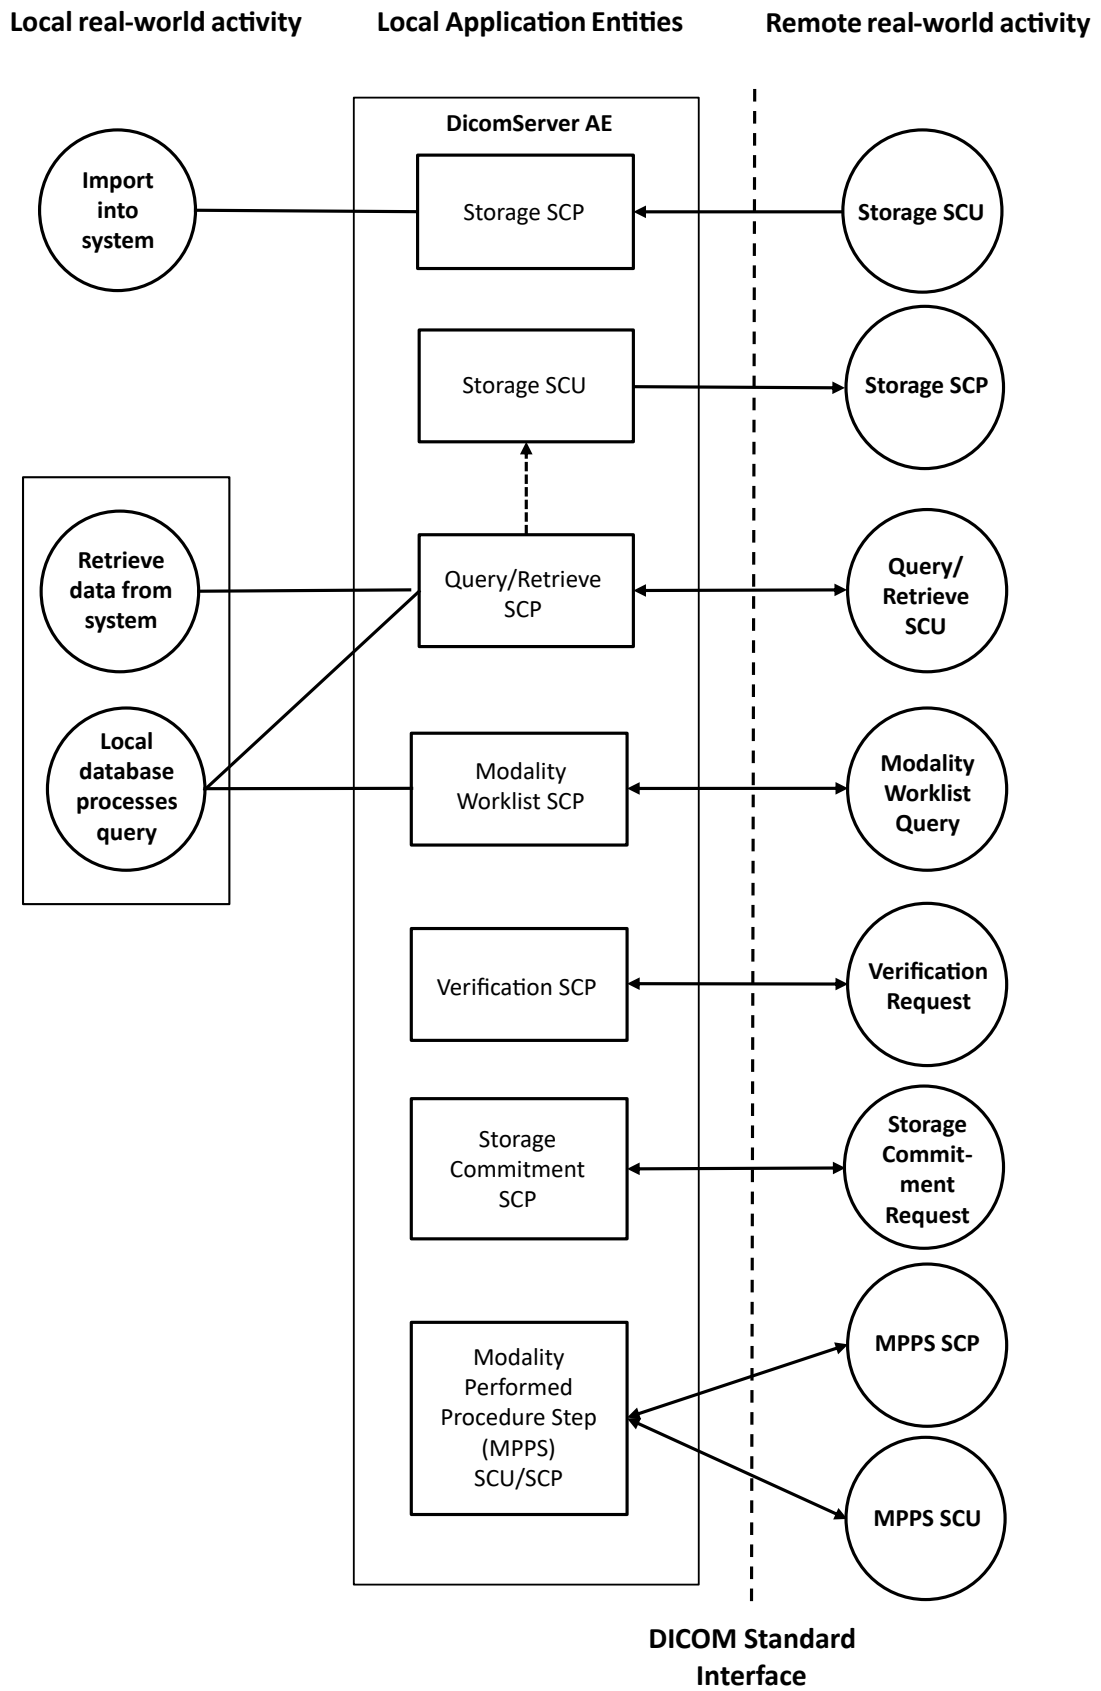 Local real-world activity
Local Application Entities
Remote real-world activity
DicomServer AE
Import
into
system
Storage SCP
Storage SCU
Storage SCU
Storage SCP
Retrieve
data from
system
Query/Retrieve
SCP
Query/
Retrieve
SCU
Local
database
processes
query
Modality
Worklist SCP
Modality
Worklist
Query
Verification SCP
Verification
Request
Storage
Commitment
SCP
Storage
Commit-
ment
Request
Modality
Performed
Procedure Step
(MPPS)
SCU/SCP
MPPS SCP
MPPS SCU
DICOM Standard
Interface